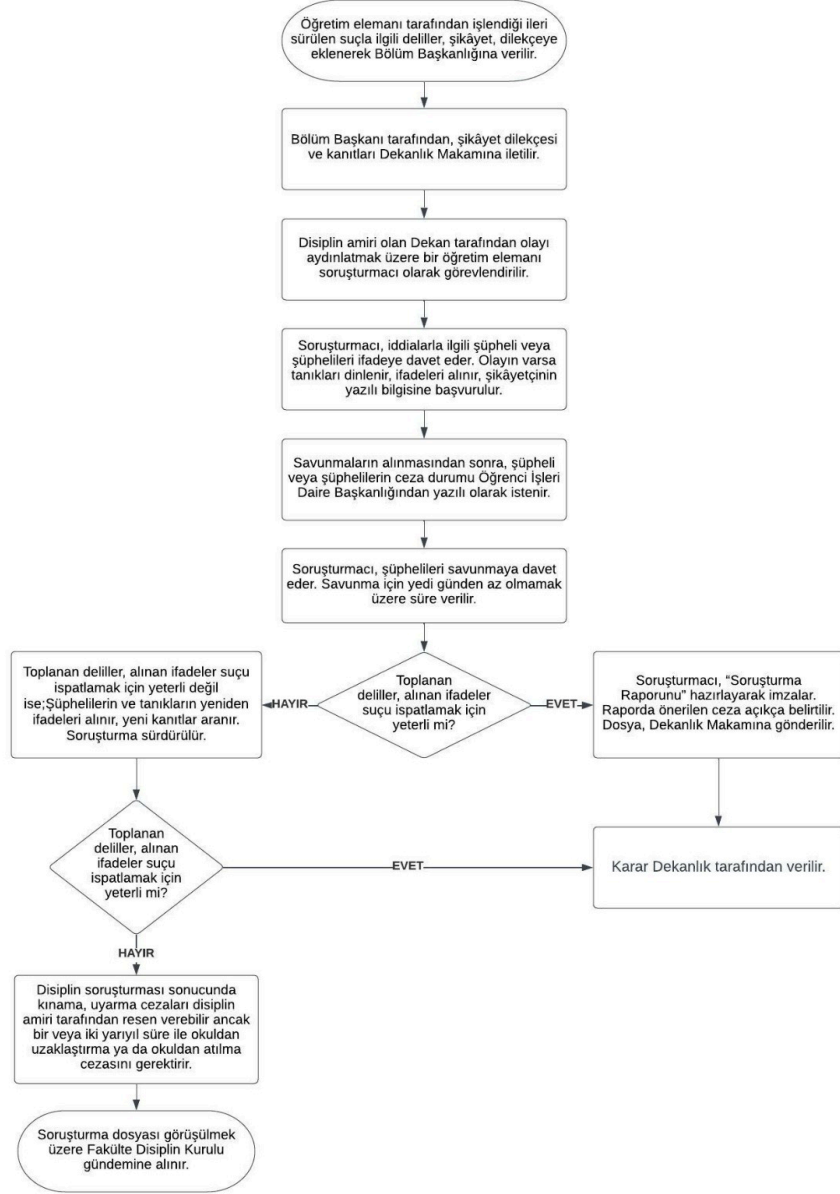 Öğretim elemanı tarafından işlendiği ileri
sürülen suçla ilgili deliller, şikâyet, dilekçeye
eklenerek Bölüm Başkanlığına verilir.
Bölüm Başkanı tarafından, şikâyet dilekçesi
ve kanıtları Dekanlık Makamına iletilir.
Disiplin amiri olan Dekan tarafından olayı
aydınlatmak üzere bir öğretim elemanı
soruşturmacı olarak görevlendirilir.
Soruşturmacı, iddialarla ilgili şüpheli veya
şüphelileri ifadeye davet eder. Olayın varsa
tanıkları dinlenir, ifadeleri alınır, şikâyetçinin
yazılı bilgisine başvurulur.
Savunmaların alınmasından sonra, şüpheli
veya şüphelilerin ceza durumu Öğrenci İşleri
Daire Başkanlığından yazılı olarak istenir.
Soruşturmacı, şüphelileri savunmaya davet
eder. Savunma için yedi günden az olmamak
üzere süre verilir.
Toplanan
deliller, alınan ifadeler
suçu ispatlamak için
yeterli mi?
HAYIR
EVET
Toplanan deliller, alınan ifadeler suçu
ispatlamak için yeterli değil
ise;Şüphelilerin ve tanıkların yeniden
ifadeleri alınır, yeni kanıtlar aranır.
Soruşturma sürdürülür.
Soruşturmacı, “Soruşturma
Raporunu” hazırlayarak imzalar.
Raporda önerilen ceza açıkça belirtilir.
Dosya, Dekanlık Makamına gönderilir.
Toplanan
deliller, alınan
ifadeler suçu
ispatlamak için
yeterli mi?
EVET
Karar Dekanlık tarafından verilir.
HAYIR
Disiplin soruşturması sonucunda
kınama, uyarma cezaları disiplin
amiri tarafından resen verebilir ancak
bir veya iki yarıyıl süre ile okuldan
uzaklaştırma ya da okuldan atılma
cezasını gerektirir.
Soruşturma dosyası görüşülmek
üzere Fakülte Disiplin Kurulu
gündemine alınır.